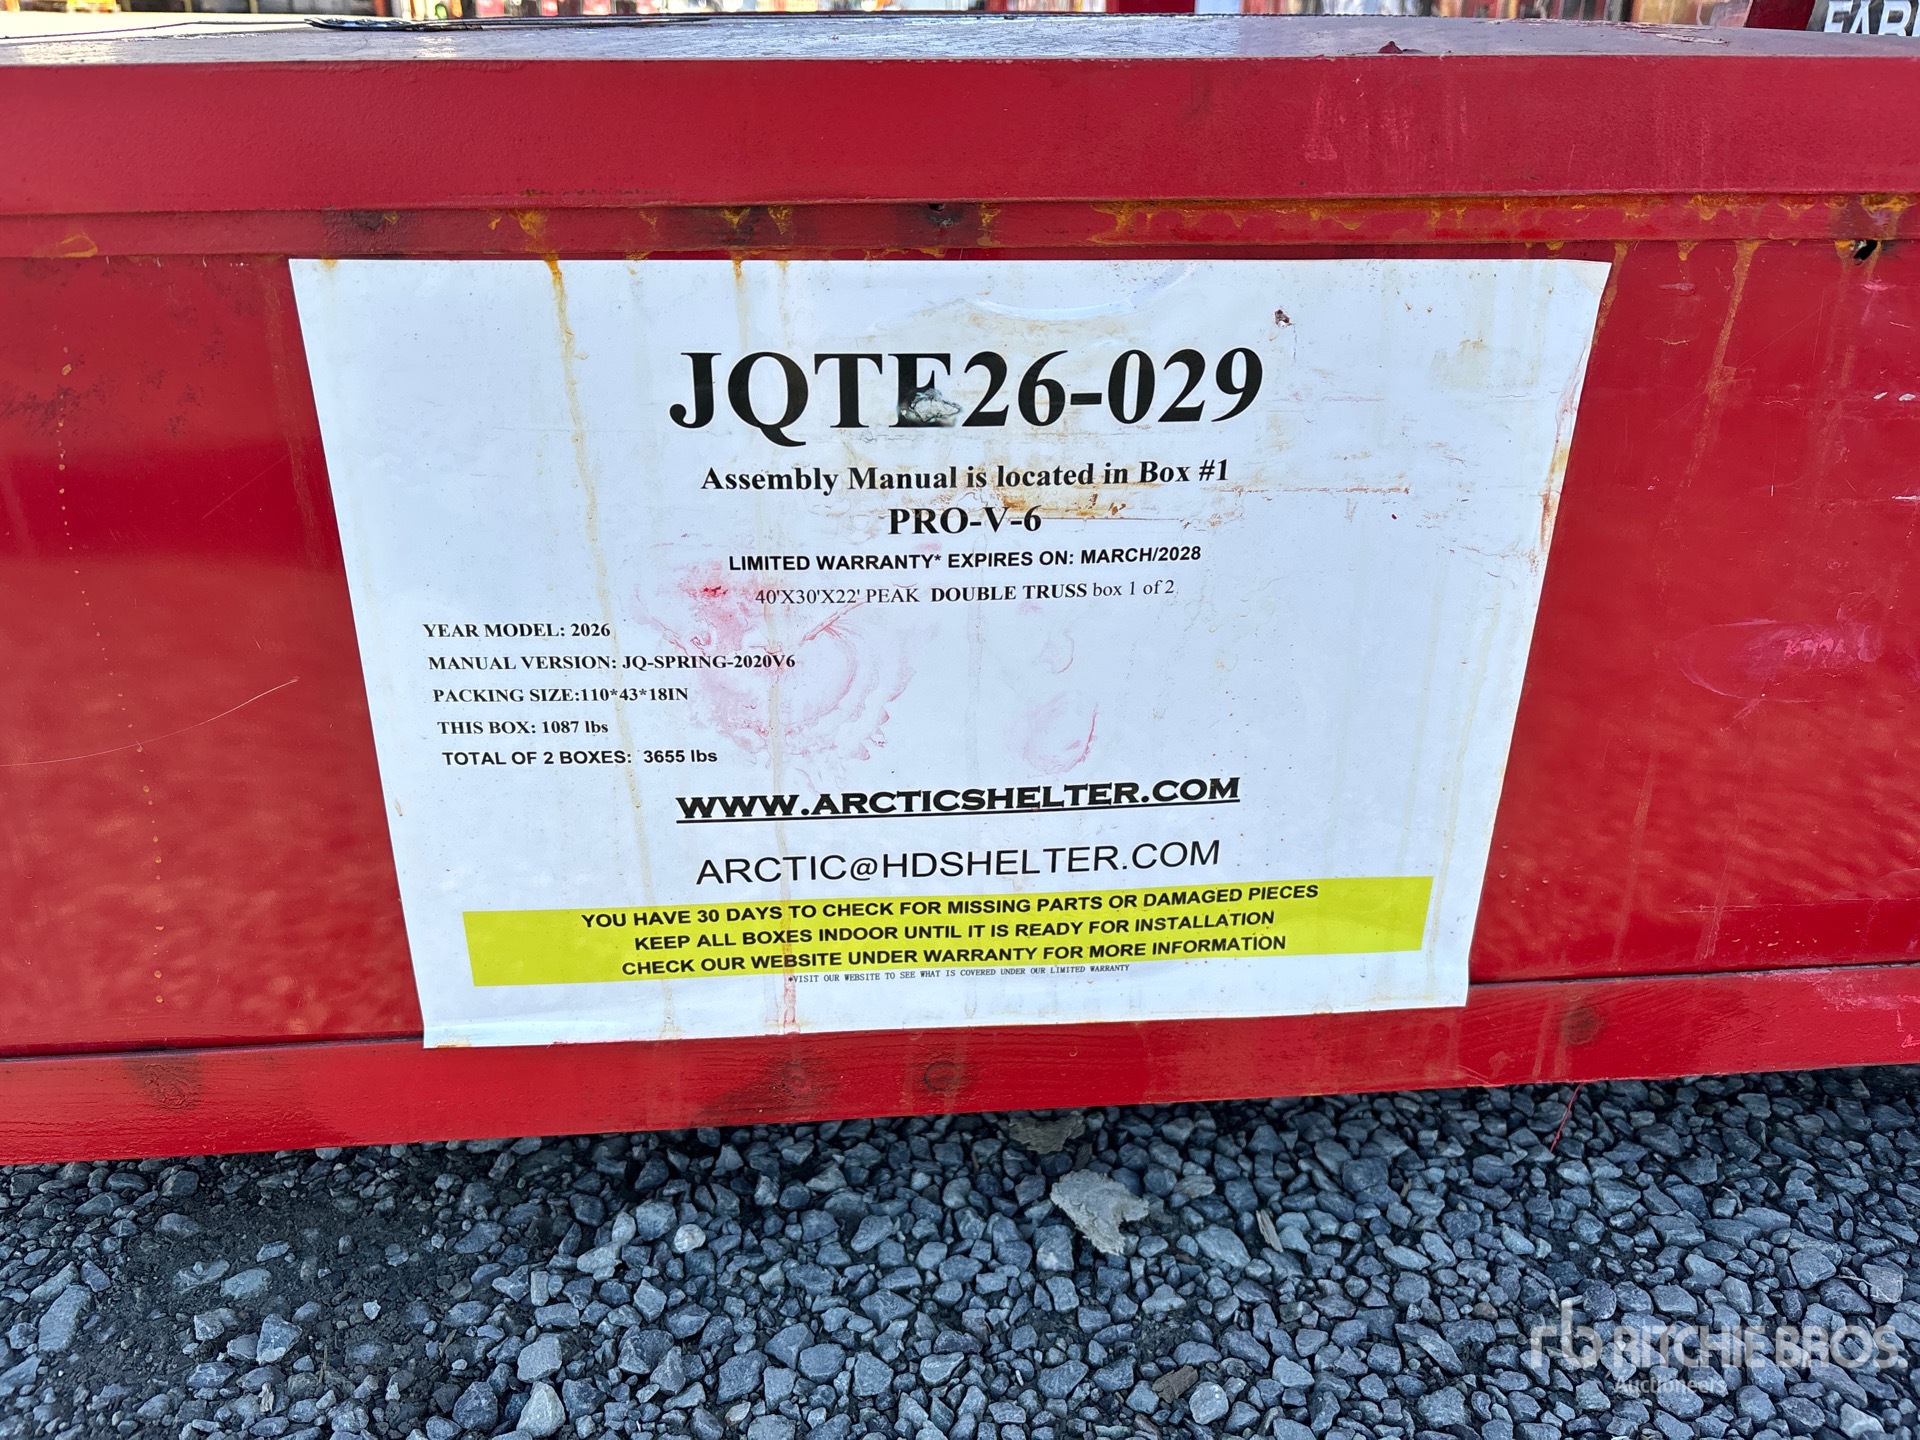 FAB
JQTE26-029
Assembly Manual is located in Box #1
PRO-V-6
LIMITED WARRANTY* EXPIRES ON: MARCH/2028
40'X30'X22' PEAK DOUBLE TRUSS box 1 of 2
YEAR MODEL: 2026
MANUAL VERSION: JQ-SPRING-2020V6
PACKING SIZE:110*43*18IN
THIS BOX: 1087 lbs
TOTAL OF 2 BOXES: 3655 lbs
WWW.ARCTICSHELTER.COM
ARCTIC@HDSHELTER.COM
YOU HAVE 30 DAYS TO CHECK FOR MISSING PARTS OR DAMAGED PIECES
KEEP ALL BOXES INDOOR UNTIL IT IS READY FOR INSTALLATION
CHECK OUR WEBSITE UNDER WARRANTY FOR MORE INFORMATION
*VISIT OUR WEBSITE TO SEE WHAT IS COVERED UNDER OUR LIMITED WARRANTY
rb RITCHIE BROS.
Auctioneers